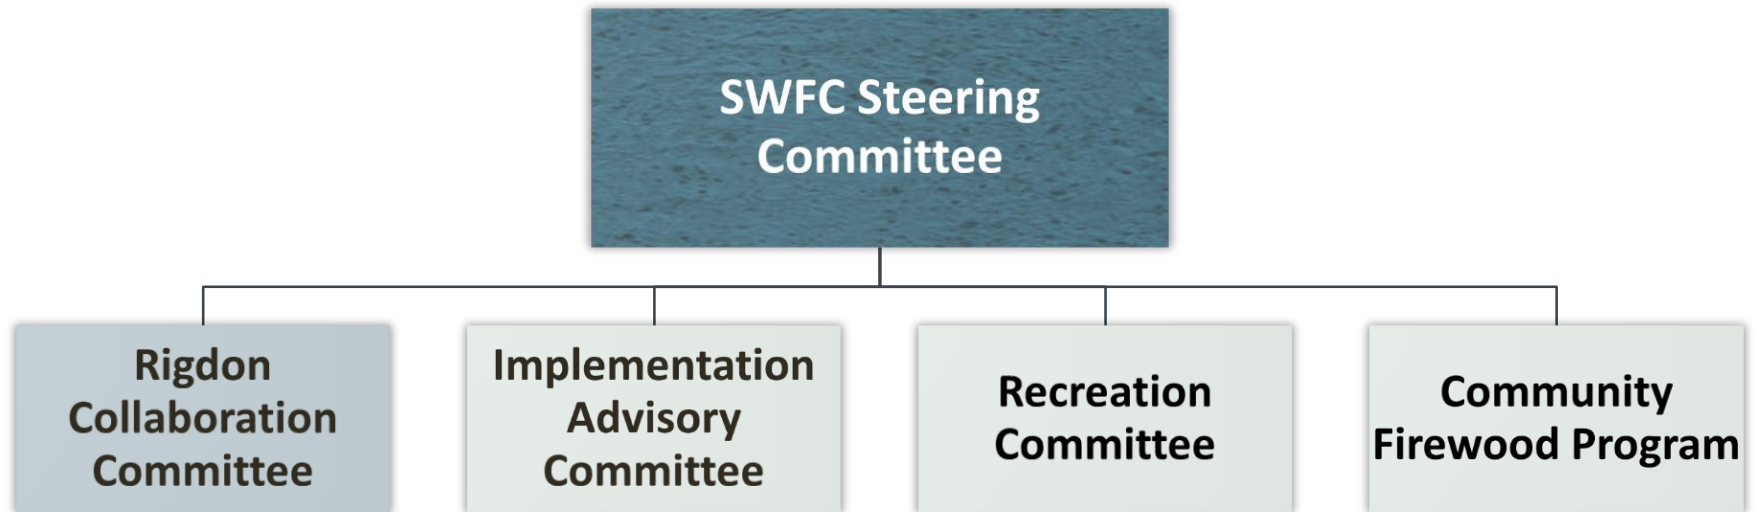 SWFC Steering
Committee
Rigdon
Collaboration
Committee
Implementation
Advisory
Committee
Recreation
Committee
Community
Firewood Program